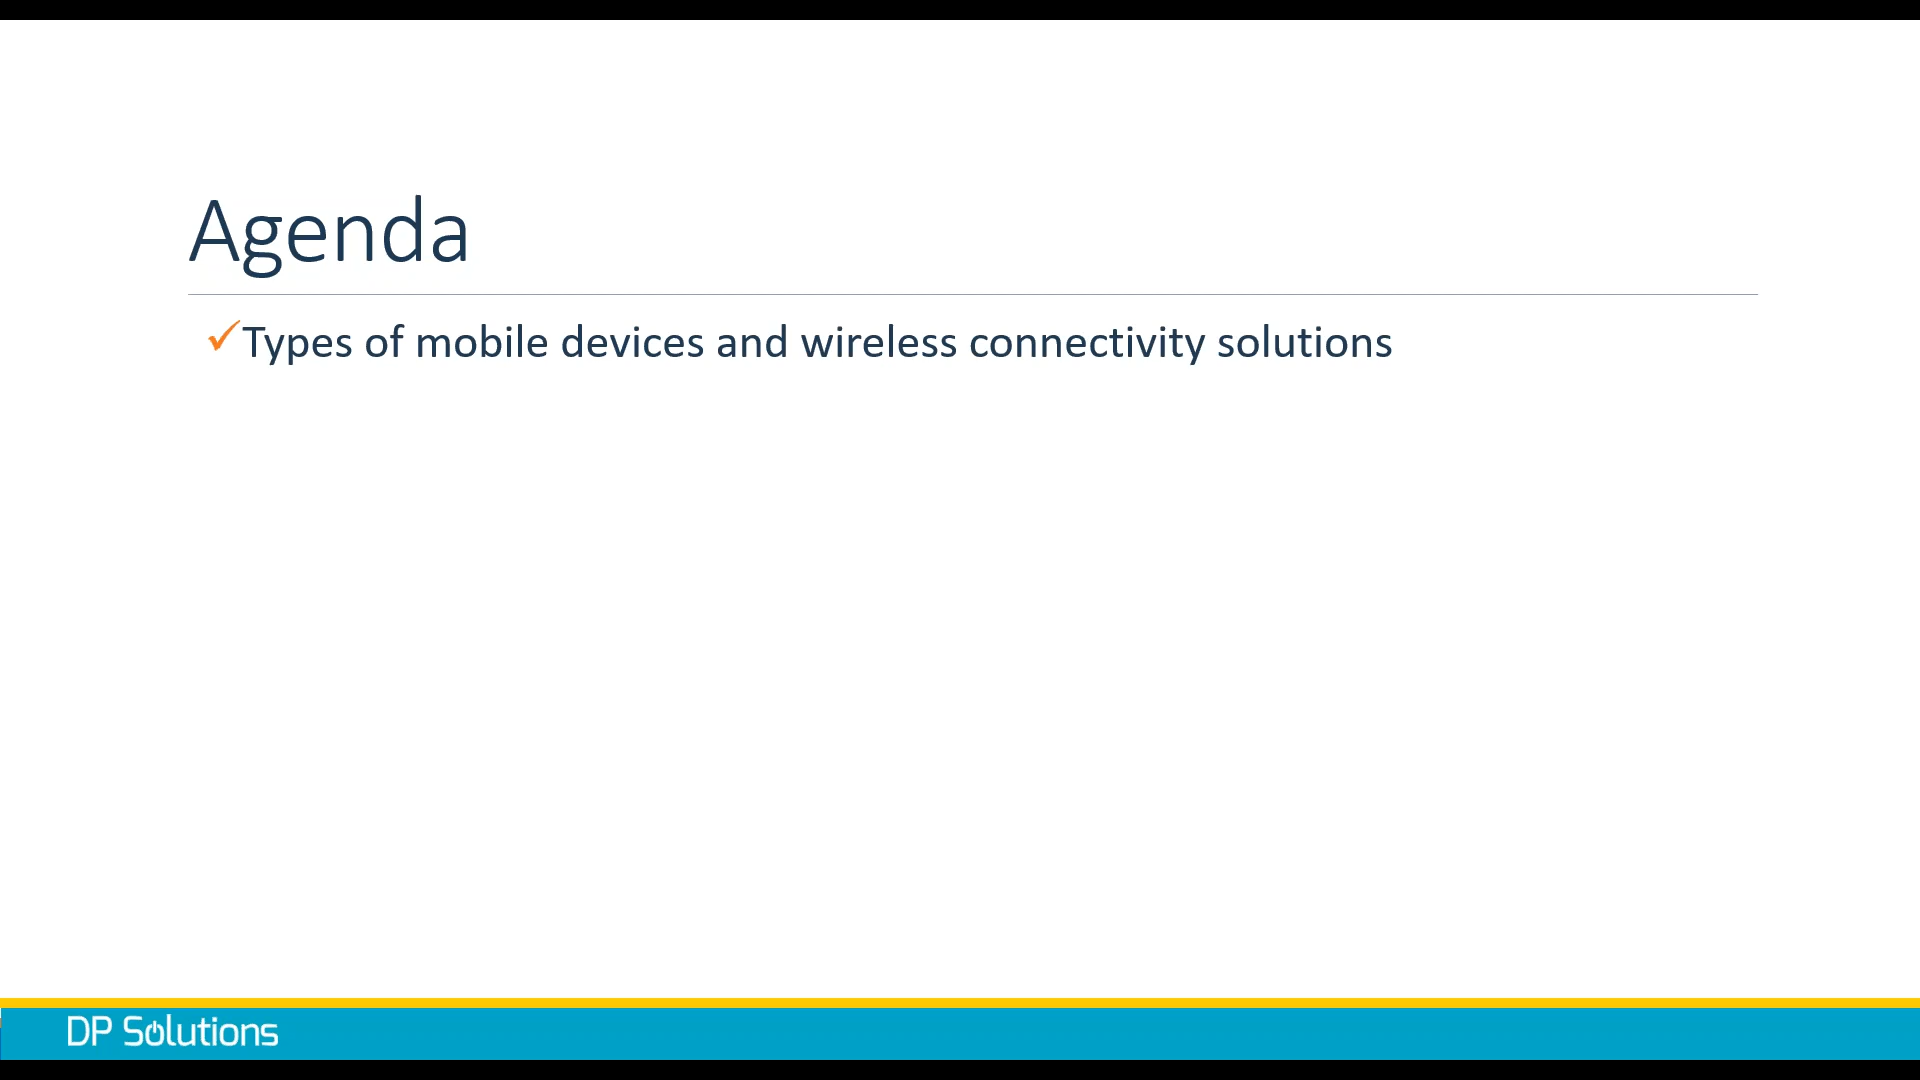 Agenda
✓Types of mobile devices and wireless connectivity solutions
DP Solutions